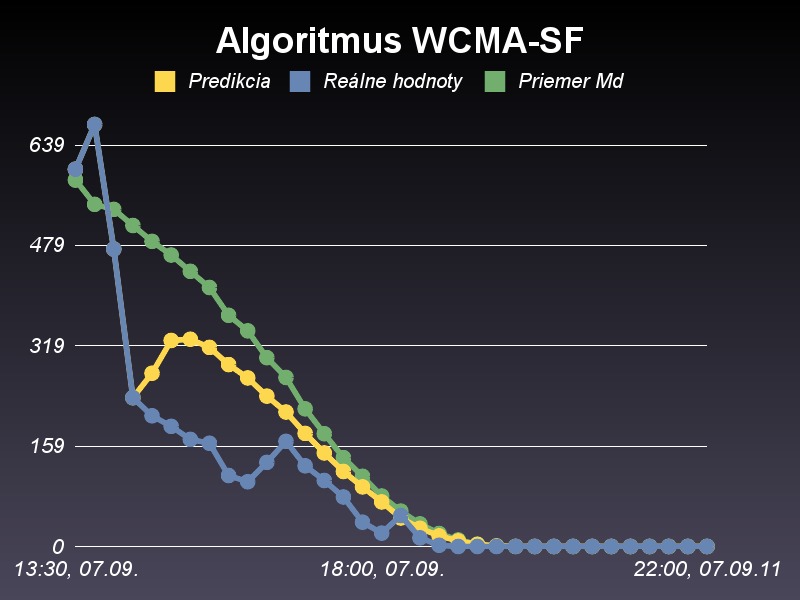 Algoritmus WCMA-SF
Predikcia Reálne hodnoty Priemer Md
639
479
319
159
0
13:30, 07.09. 18:00, 07.09. 22:00, 07.09.11